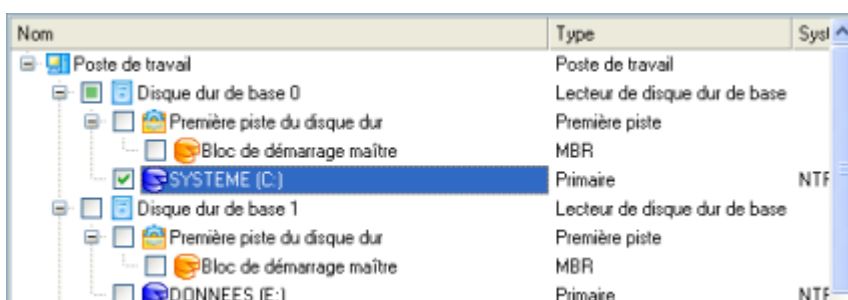 Nom Type Syst
Poste de travail Poste de travail
Disque dur de base 0 Lecteur de disque dur de base
Première piste du disque dur Première piste
Bloc de démarrage maître MBR
SYSTEME (C:) Primaire NTF
Disque dur de base 1 Lecteur de disque dur de base
Première piste du disque dur Première piste
Bloc de démarrage maître MBR
DONNEES (E:) Primaire NTF